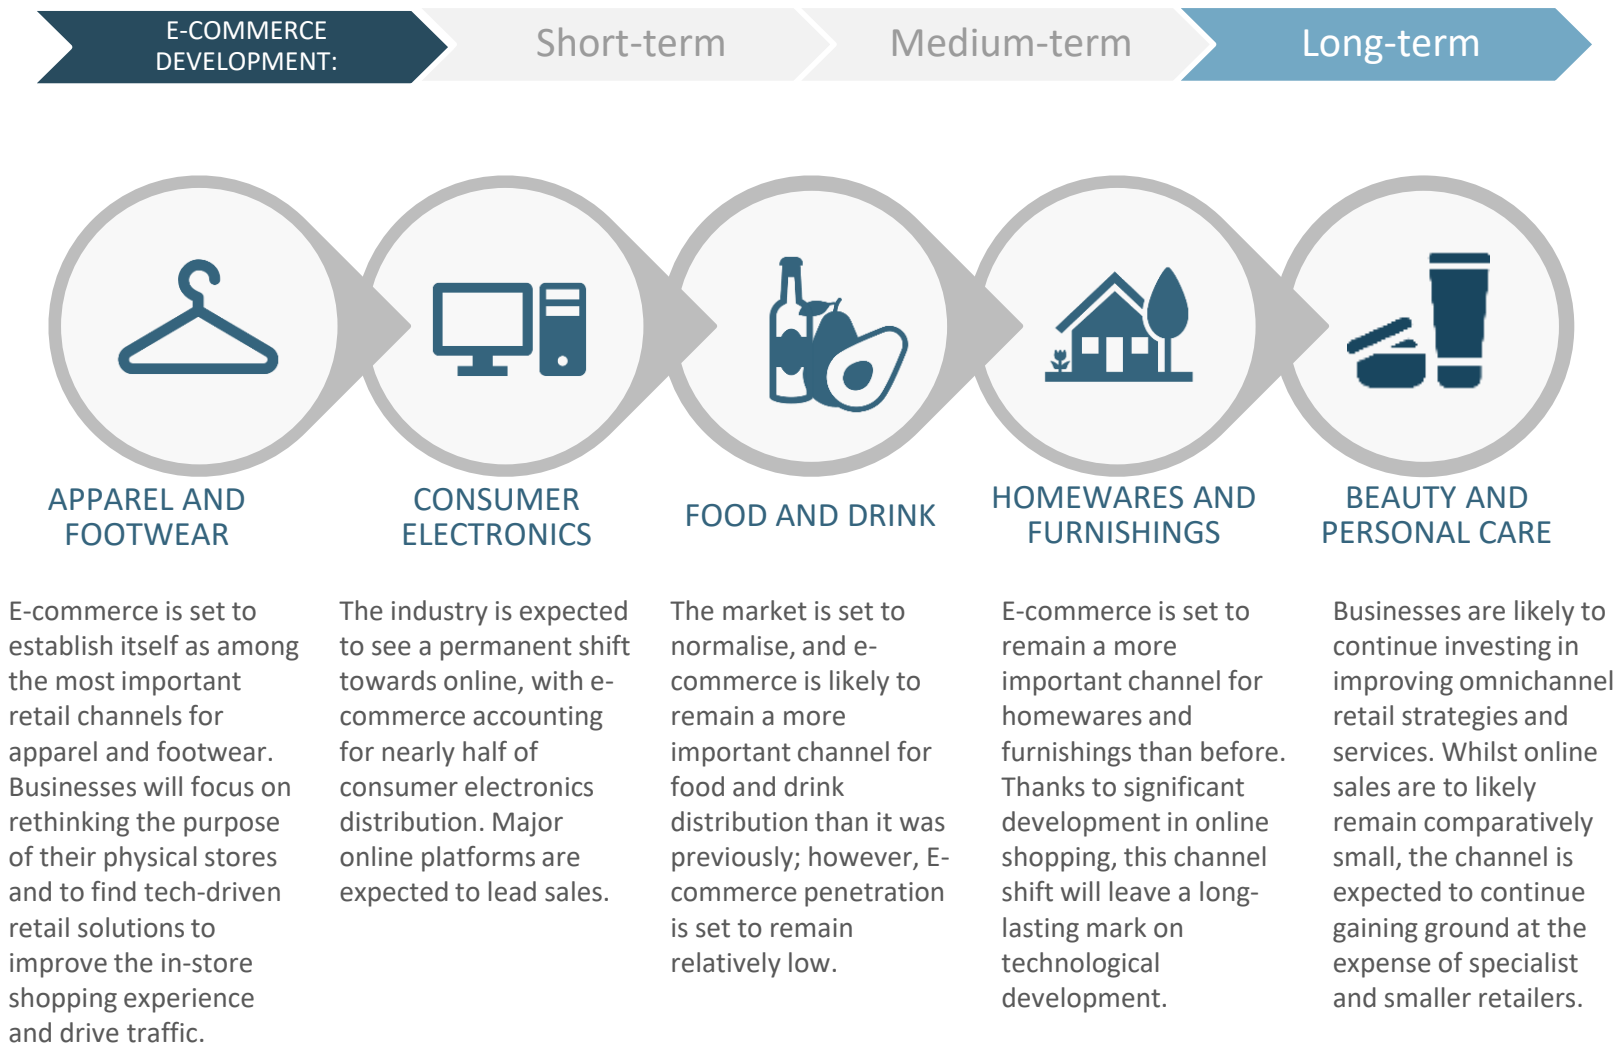 E-COMMERCE
DEVELOPMENT:
Short-term
Medium-term
Long-term
APPAREL AND
FOOTWEAR
E-commerce is set to
establish itself as among
the most important
retail channels for
apparel and footwear.
Businesses will focus on
rethinking the purpose
of their physical stores
and to find tech-driven
retail solutions to
improve the in-store
shopping experience
and drive traffic.
CONSUMER
ELECTRONICS
The industry is expected
to see a permanent shift
towards online, with e-
commerce accounting
for nearly half of
consumer electronics
distribution. Major
online platforms are
expected to lead sales.
FOOD AND DRINK
The market is set to
normalise, and e-
commerce is likely to
remain a more
important channel for
food and drink
distribution than it was
previously; however, E-
commerce penetration
is set to remain
relatively low.
HOMEWARES AND
FURNISHINGS
E-commerce is set to
remain a more
important channel for
homewares and
furnishings than before.
Thanks to significant
development in online
shopping, this channel
shift will leave a long-
lasting mark on
technological
development.
BEAUTY AND
PERSONAL CARE
Businesses are likely to
continue investing in
improving omnichannel
retail strategies and
services. Whilst online
sales are to likely
remain comparatively
small, the channel is
expected to continue
gaining ground at the
expense of specialist
and smaller retailers.